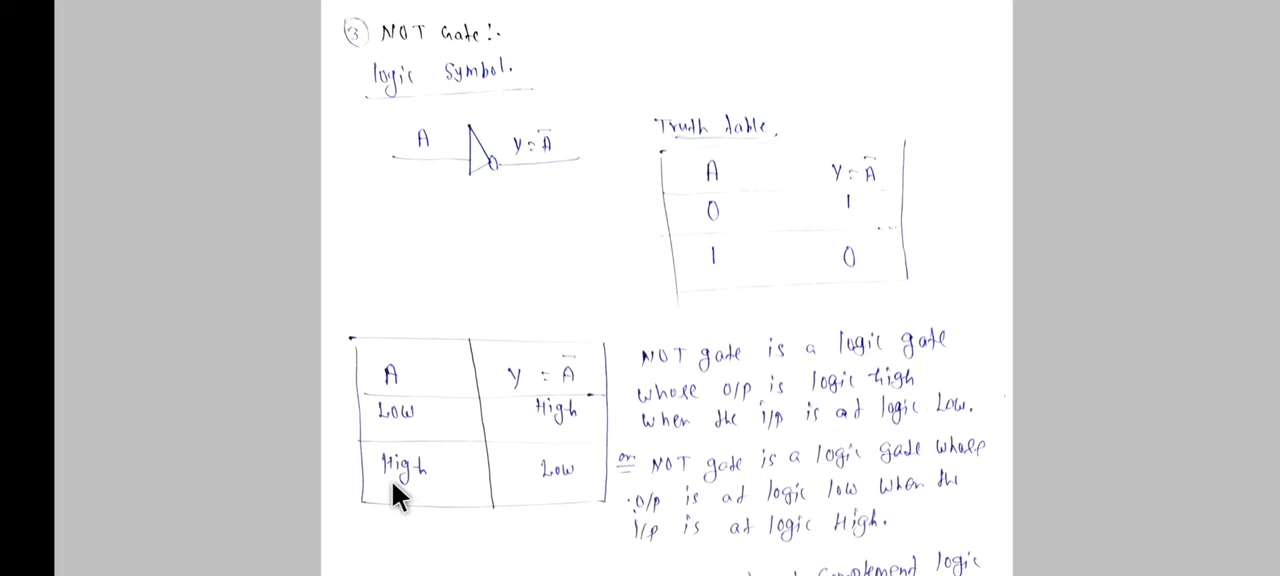 ③ NOT Gate:-
logic Symbol.
A
Y = A̅
Truth table.
A Y = A̅
0 1
1 0
A Y = A̅
Low High
High Low
NOT gate is a logic gate
whose o/p is logic high
when the i/p is at logic Low.
or NOT gate is a logic gate whose
o/p is at logic low when the
i/p is at logic High.
complement logic